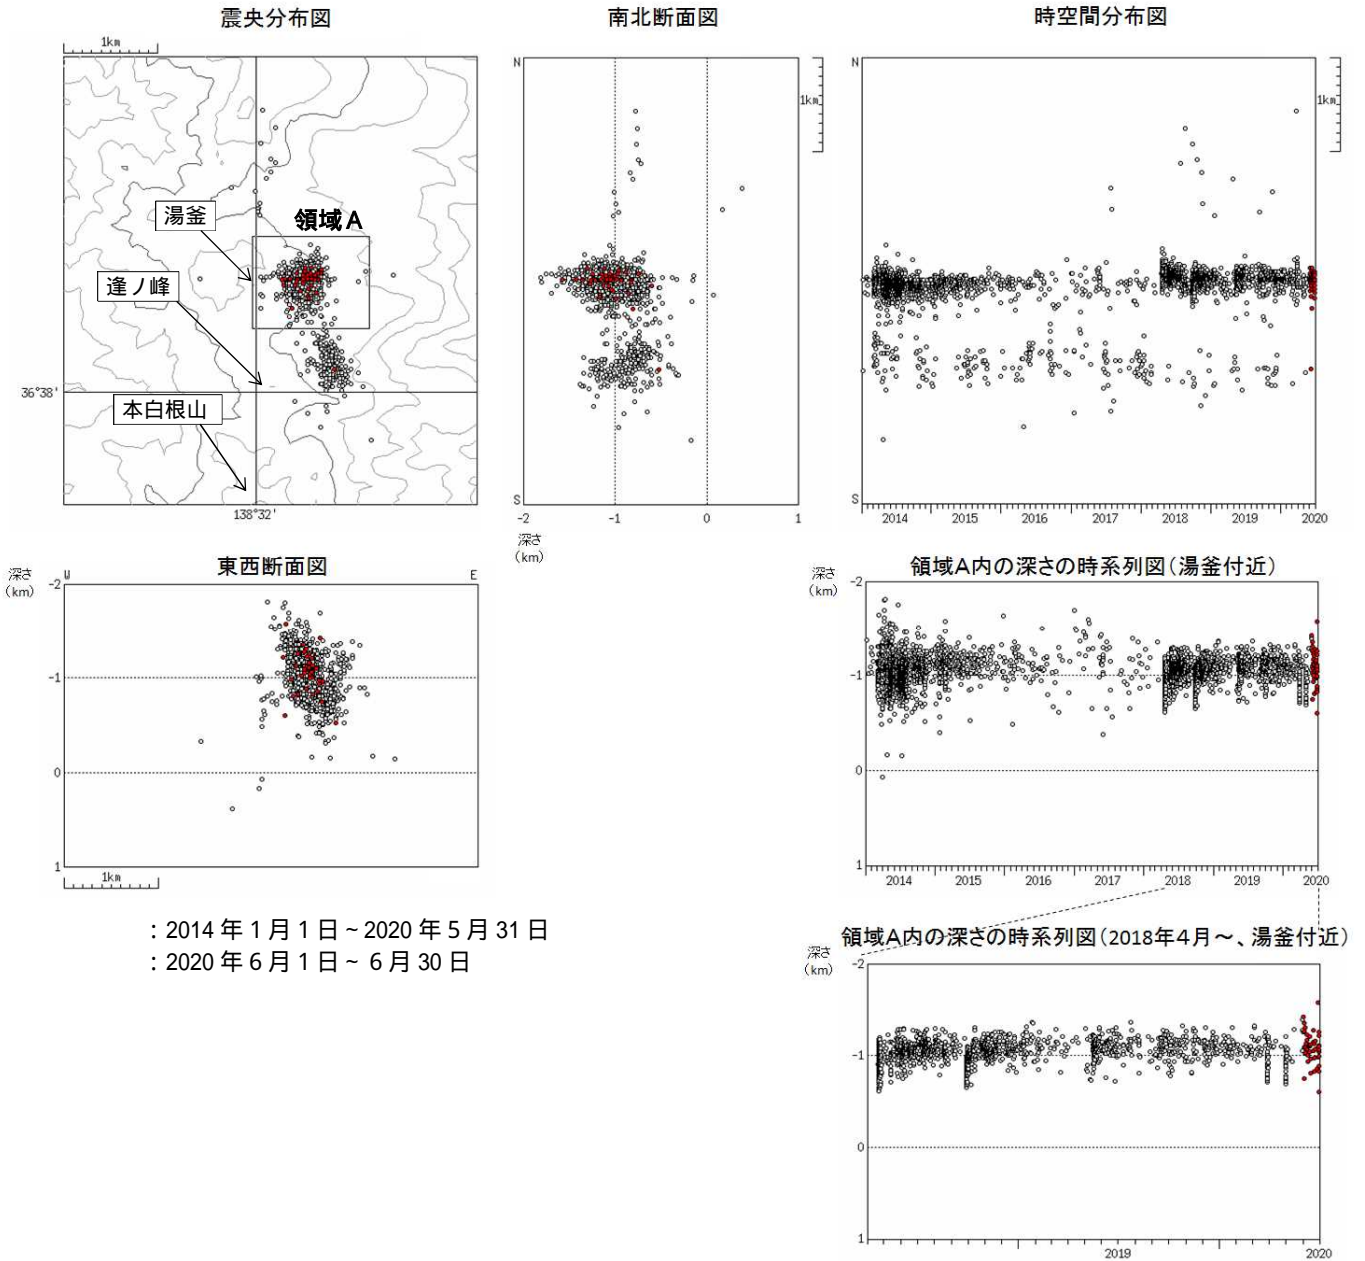 震央分布図
南北断面図
時空間分布図
1km
N
1km
N
1km
湯釜
領域A
逢ノ峰
36°38'
本白根山
138°32'
S
-2
-1
0
1
深さ
(km)
S
2014
2015
2016
2017
2018
2019
2020
東西断面図
深さ
(km)
W
E
-2
-1
0
1
1km
領域A内の深さの時系列図(湯釜付近)
深さ
(km)
-2
-1
0
1
2014
2015
2016
2017
2018
2019
2020
:2014年1月1日~2020年5月31日
:2020年6月1日~6月30日
領域A内の深さの時系列図(2018年4月~、湯釜付近)
深さ
(km)
-2
-1
0
1
2019
2020